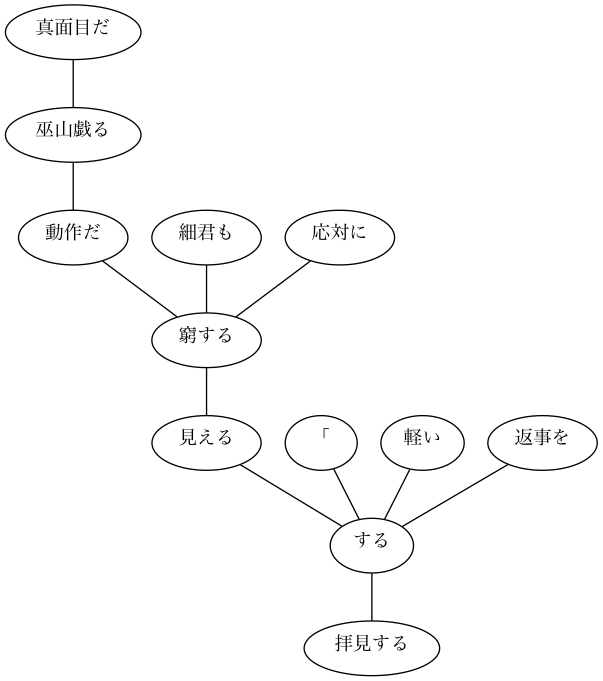 真面目だ
巫山戯る
動作だ
細君も
応対に
窮する
見える
「
軽い
返事を
する
拝見する